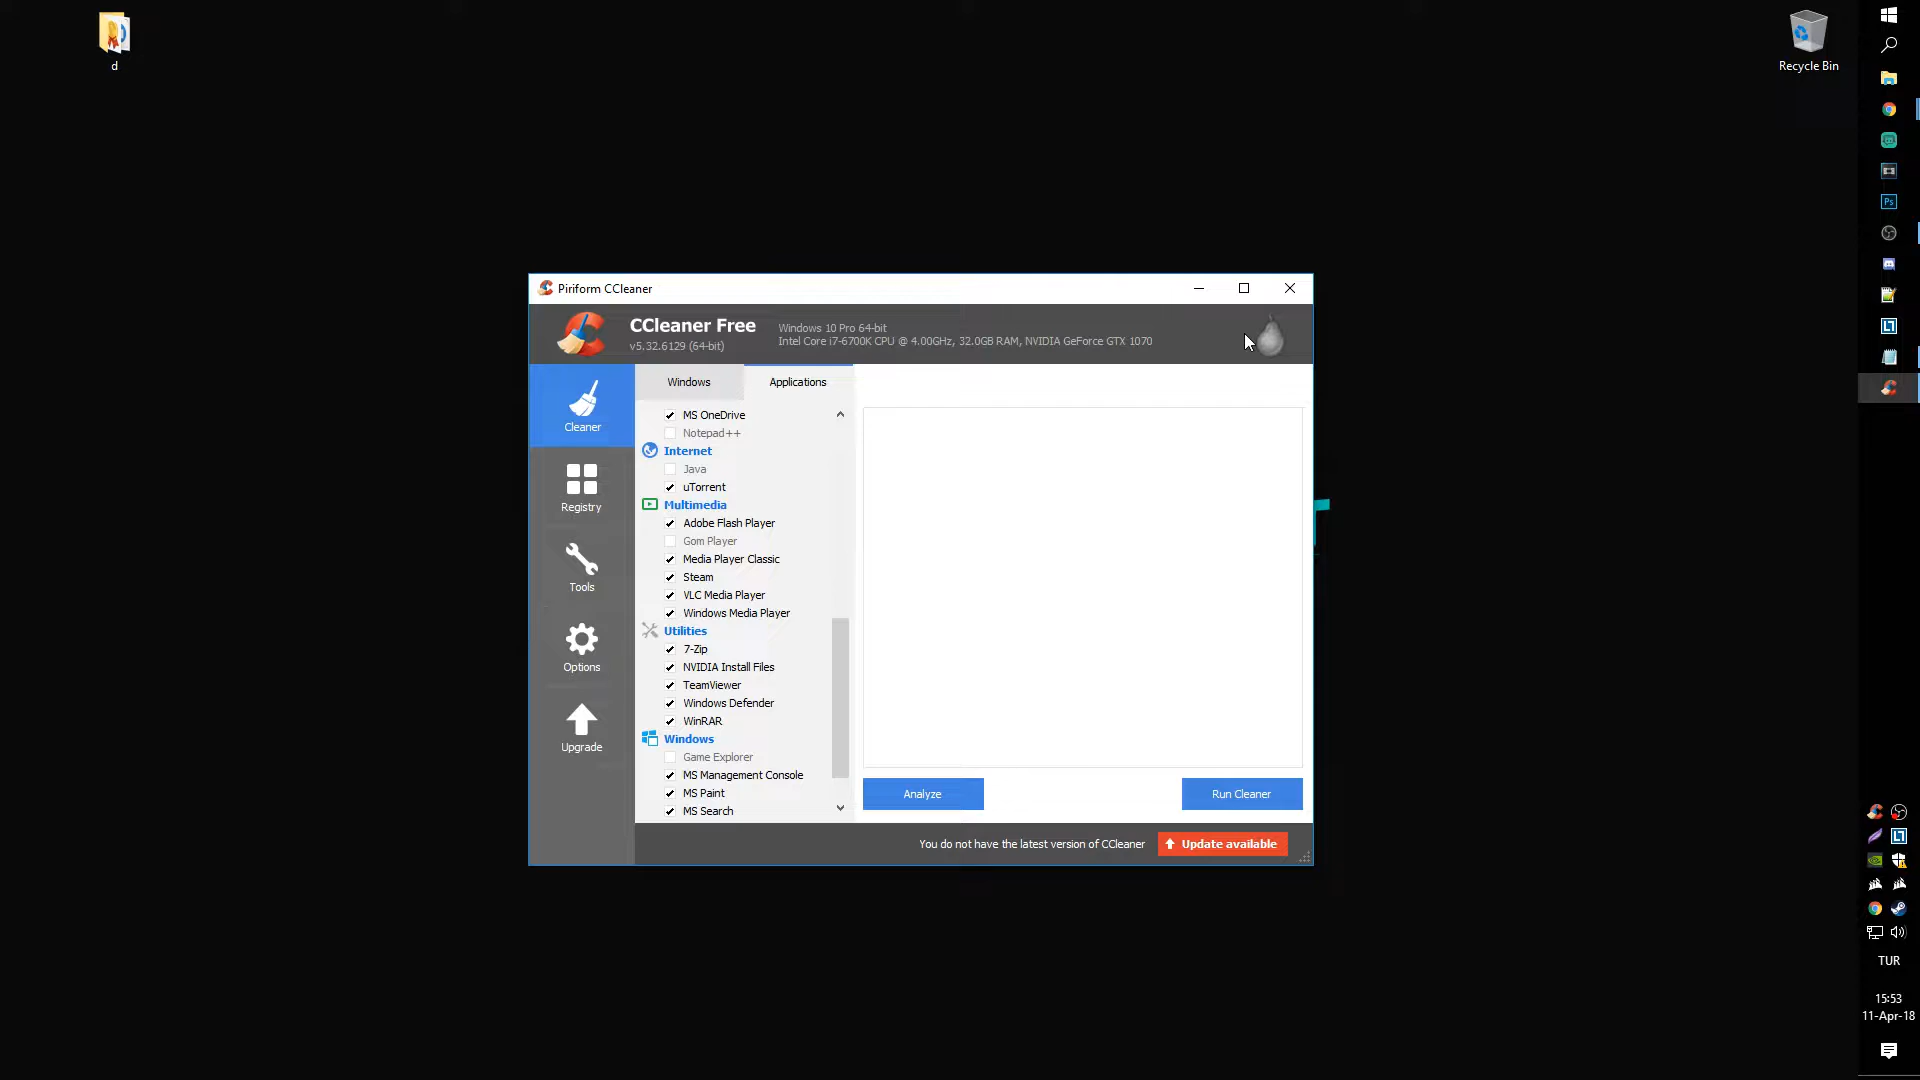 d
Recycle Bin
Piriform CCleaner
CCleaner Free
v5.32.6129 (64-bit)
Windows 10 Pro 64-bit
Intel Core i7-6700K CPU @ 4.00GHz, 32.0GB RAM, NVIDIA GeForce GTX 1070
Cleaner
Registry
Tools
Options
Upgrade
Windows
Applications
MS OneDrive
Notepad++
Internet
Java
uTorrent
Multimedia
Adobe Flash Player
Gom Player
Media Player Classic
Steam
VLC Media Player
Windows Media Player
Utilities
7-Zip
NVIDIA Install Files
TeamViewer
Windows Defender
WinRAR
Windows
Game Explorer
MS Management Console
MS Paint
MS Search
Analyze
Run Cleaner
You do not have the latest version of CCleaner
Update available
Ps
TUR
15:53
11-Apr-18